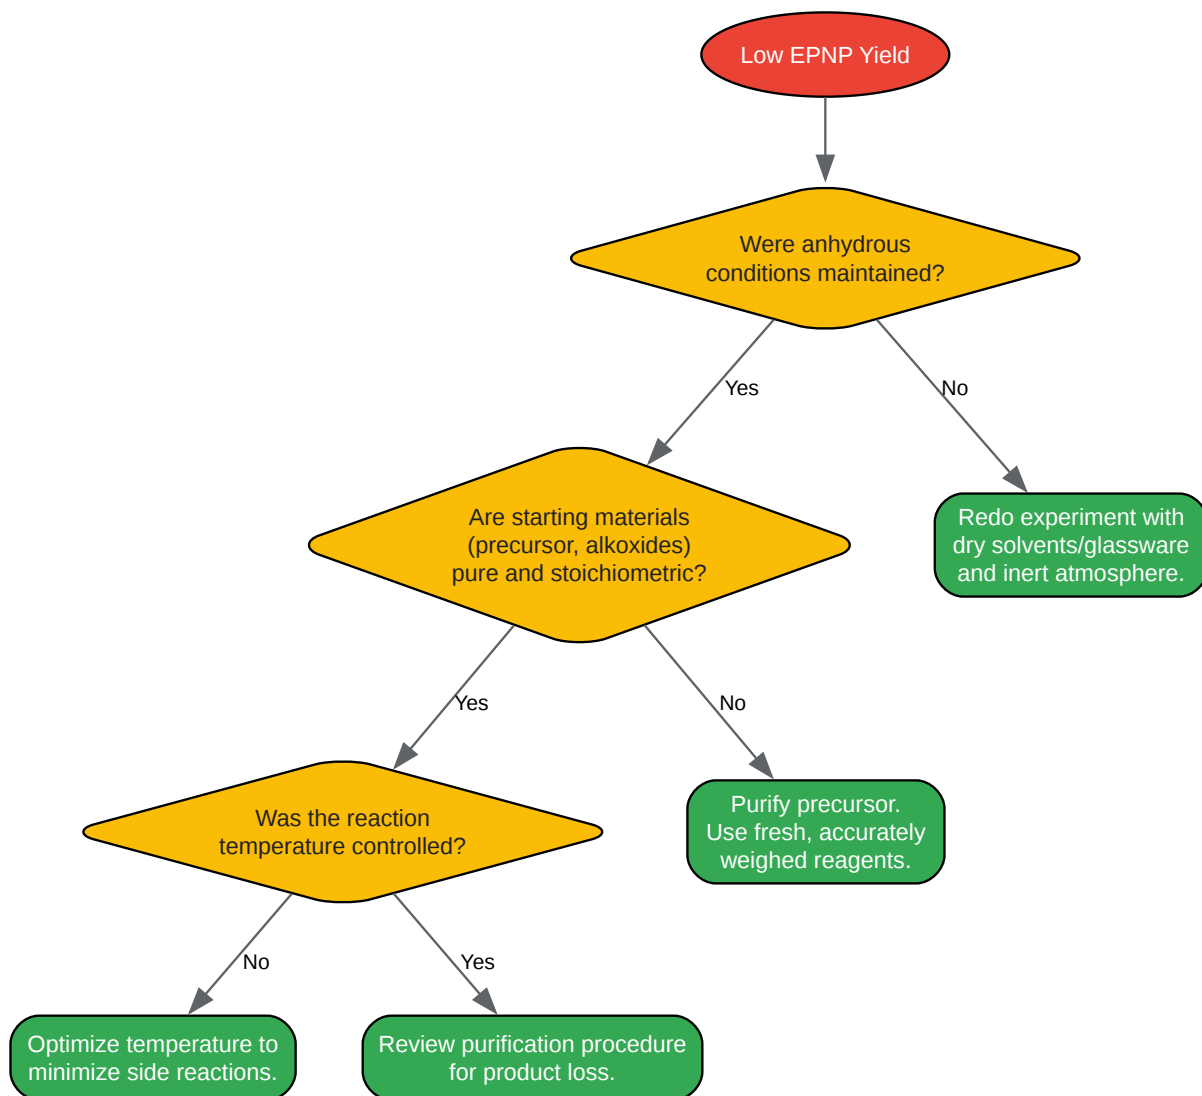 Low EPNP Yield
Were anhydrous
conditions maintained?
Yes
No
Are starting materials
(precursor, alkoxides)
pure and stoichiometric?
Redo experiment with
dry solvents/glassware
and inert atmosphere.
Yes
No
Was the reaction
temperature controlled?
Purify precursor.
Use fresh, accurately
weighed reagents.
No
Yes
Optimize temperature to
minimize side reactions.
Review purification procedure
for product loss.